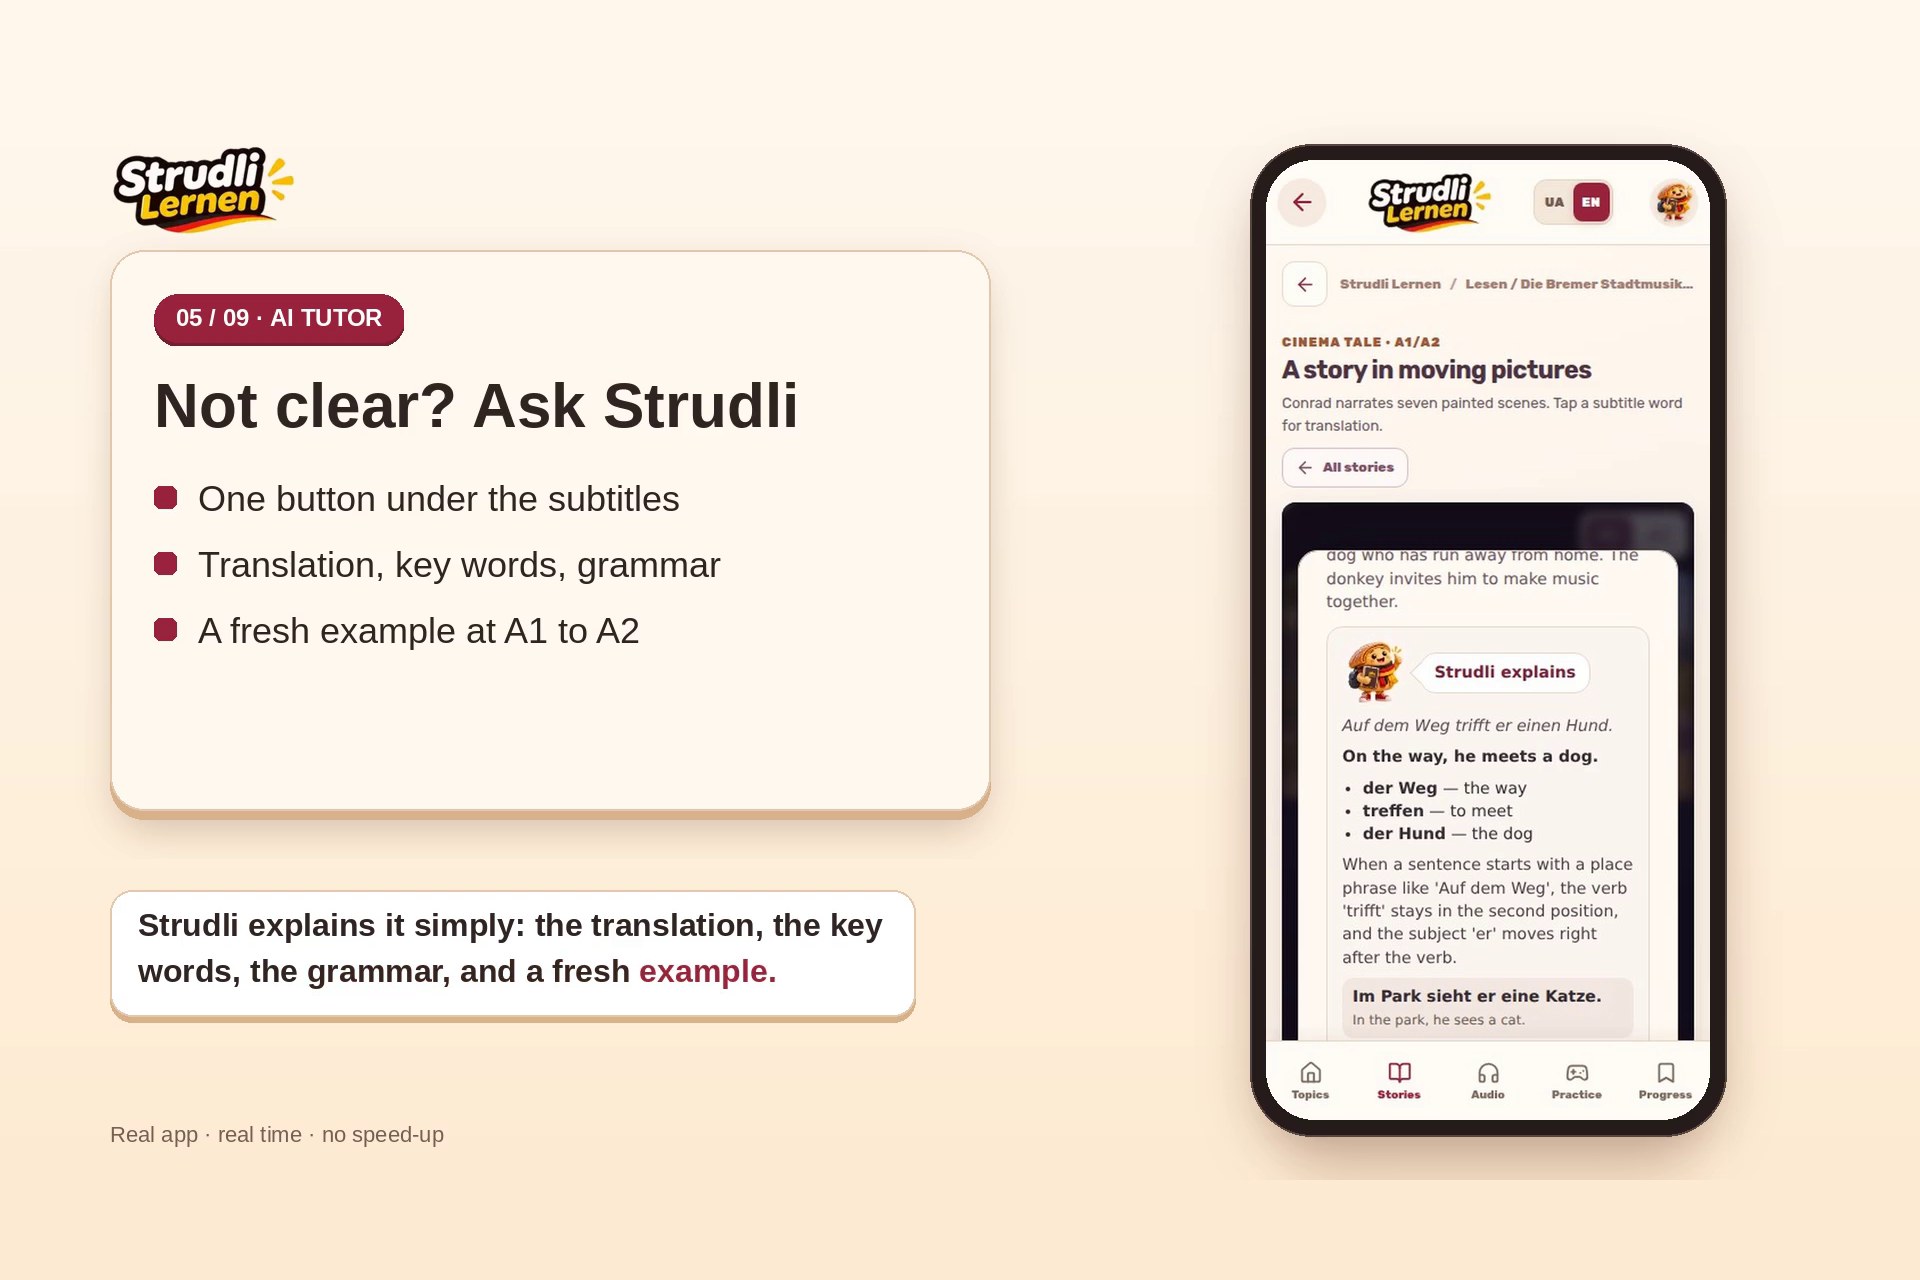 Strudli
Lernen
05 / 09 · AI TUTOR
Not clear? Ask Strudli
One button under the subtitles
Translation, key words, grammar
A fresh example at A1 to A2
Strudli explains it simply: the translation, the key
words, the grammar, and a fresh example.
Real app · real time · no speed-up
Strudli
Lernen
UA EN
Strudli Lernen / Lesen / Die Bremer Stadtmusik...
CINEMA TALE · A1/A2
A story in moving pictures
Conrad narrates seven painted scenes. Tap a subtitle word
for translation.
All stories
dog who has run away from home. The
donkey invites him to make music
together.
Strudli explains
Auf dem Weg trifft er einen Hund.
On the way, he meets a dog.
• der Weg — the way
• treffen — to meet
• der Hund — the dog
When a sentence starts with a place
phrase like 'Auf dem Weg', the verb
'trifft' stays in the second position,
and the subject 'er' moves right
after the verb.
Im Park sieht er eine Katze.
In the park, he sees a cat.
Topics Stories Audio Practice Progress